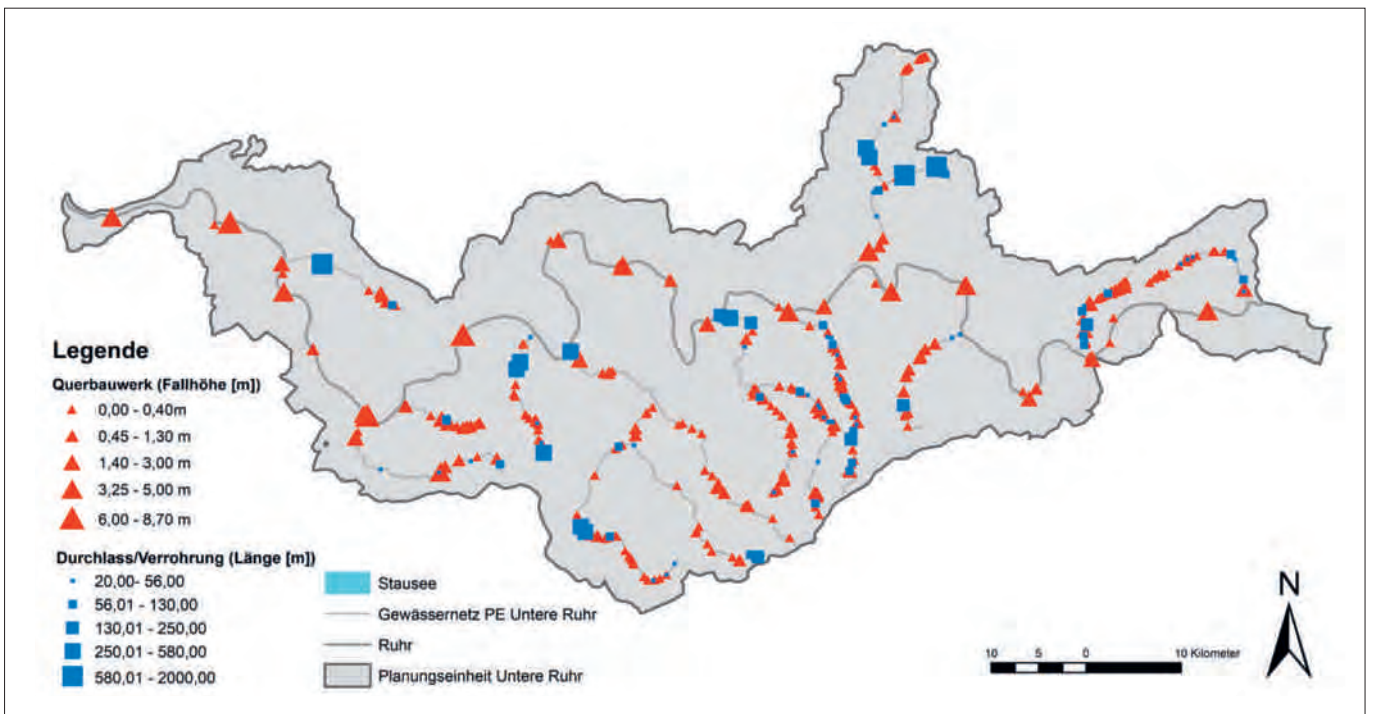 Legende
Querbauwerk (Fallhöhe [m])
0,00 - 0,40m
0,45 - 1,30 m
1,40 - 3,00 m
3,25 - 5,00 m
6,00 - 8,70 m
Durchlass/Verrohrung (Länge [m])
20,00- 56,00
56,01 - 130,00
130,01 - 250,00
250,01 - 580,00
580,01 - 2000,00
Stausee
Gewässernetz PE Untere Ruhr
Ruhr
Planungseinheit Untere Ruhr
10 5 0 10 Kilometer
N